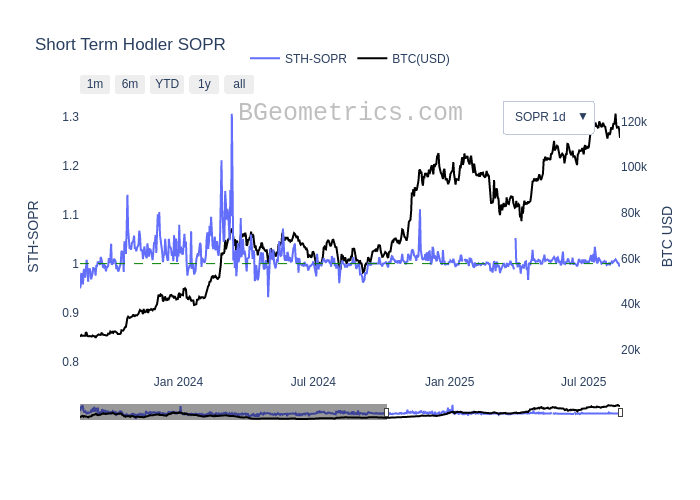 Short Term Hodler SOPR
STH-SOPR BTC(USD)
1m 6m YTD 1y all
BGeometrics.com
SOPR 1d ▼
1.3
1.2
1.1
1
0.9
0.8
STH-SOPR
120k
100k
80k
60k
40k
20k
BTC USD
Jan 2024 Jul 2024 Jan 2025 Jul 2025